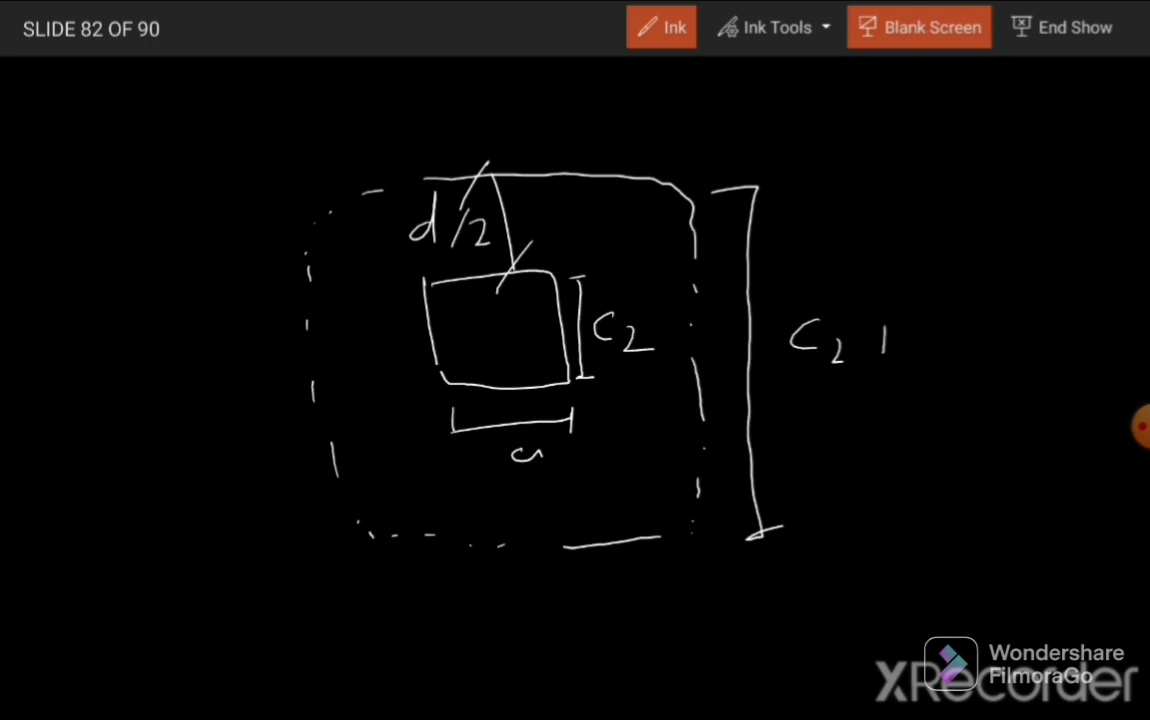 SLIDE 82 OF 90
Ink
Ink Tools
Blank Screen
End Show
d/2
C2
C2 1
Wondershare
FilmoraGo
XRecorder